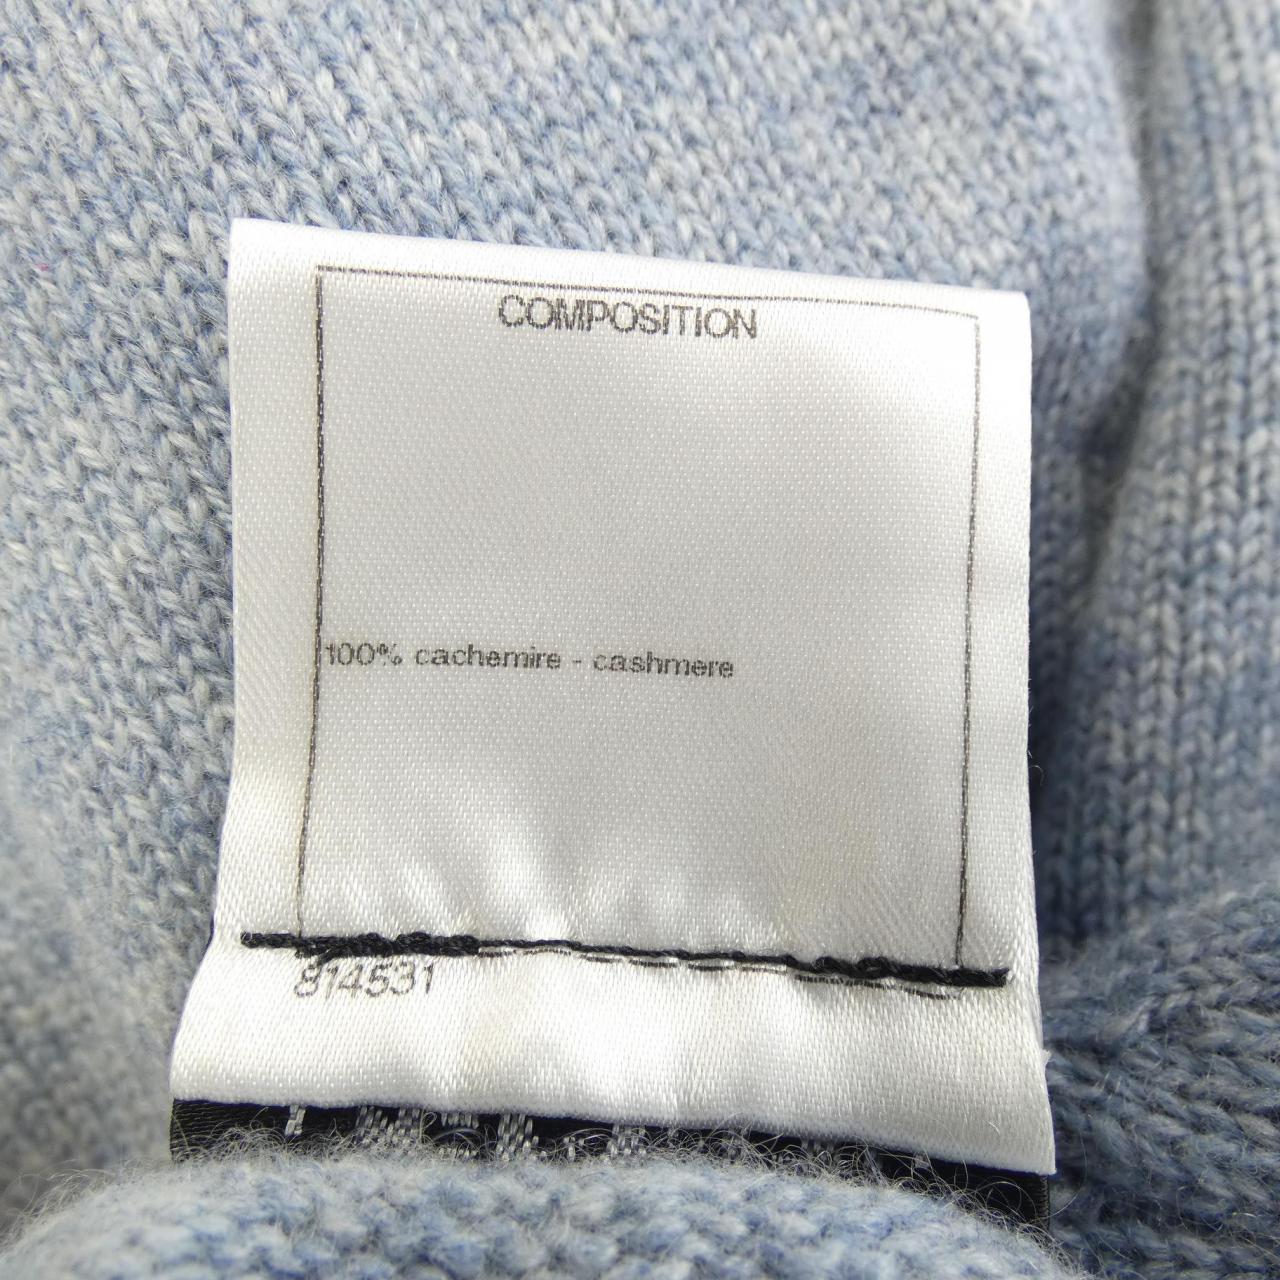 COMPOSITION
100% cachemire - cashmere
814531